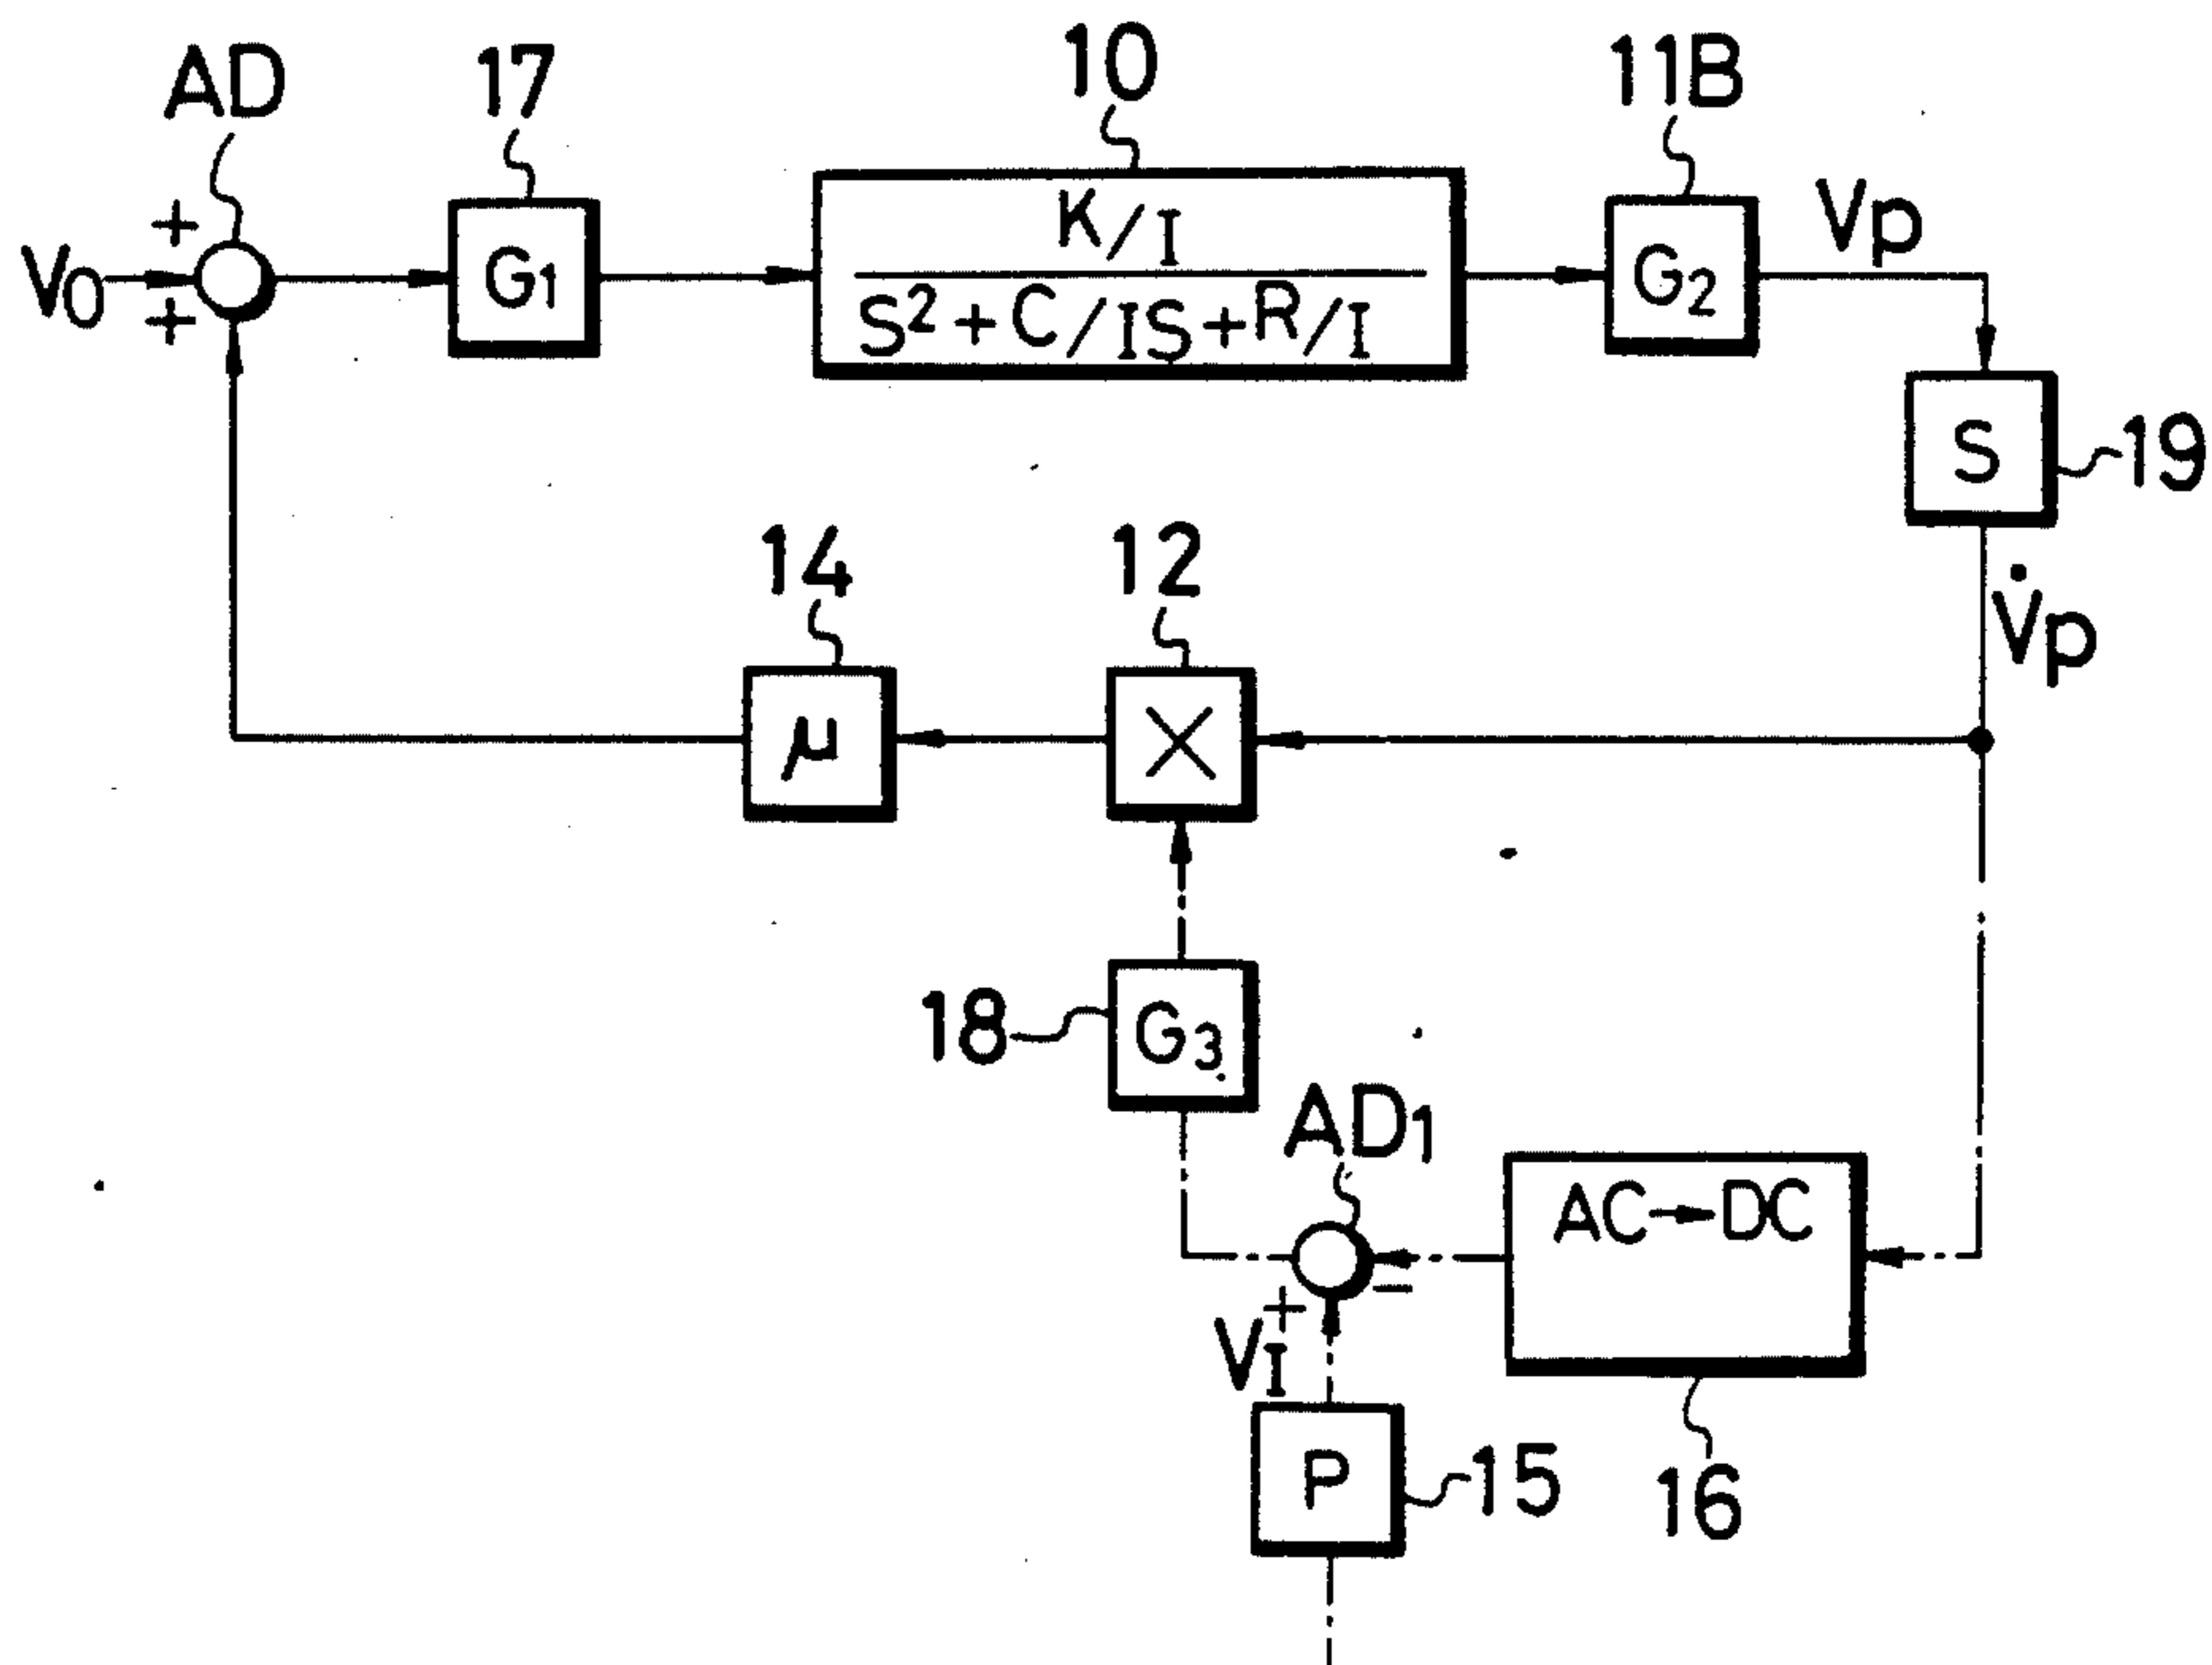 AD
17
10
11B
+
V0
+
G1
K/I
S2+C/IS+R/I
G2
Vp
S
19
V̇p
14
12
μ
×
18
G3
AD1
AC→DC
+
−
VI
P
15
16